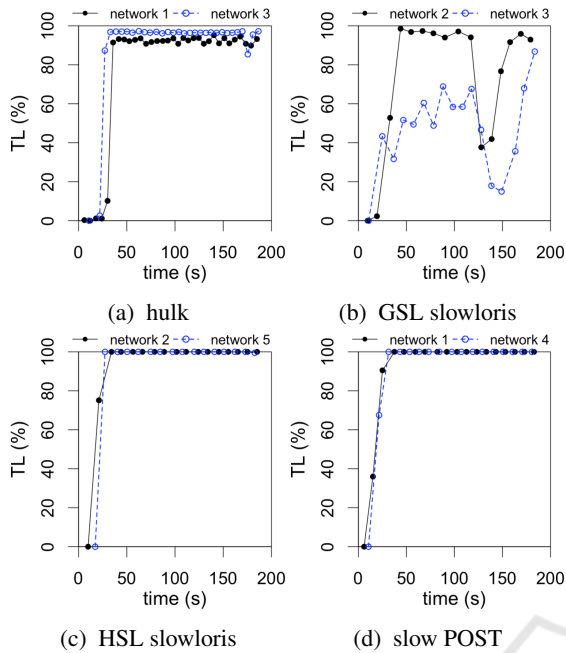 network 1 network 3
TL (%)
0 20 40 60 80 100
0 50 100 150 200
time (s)
(a) hulk
network 2 network 3
TL (%)
0 20 40 60 80 100
0 50 100 150 200
time (s)
(b) GSL slowloris
network 2 network 5
TL (%)
0 20 40 60 80 100
0 50 100 150 200
time (s)
(c) HSL slowloris
network 1 network 4
TL (%)
0 20 40 60 80 100
0 50 100 150 200
time (s)
(d) slow POST